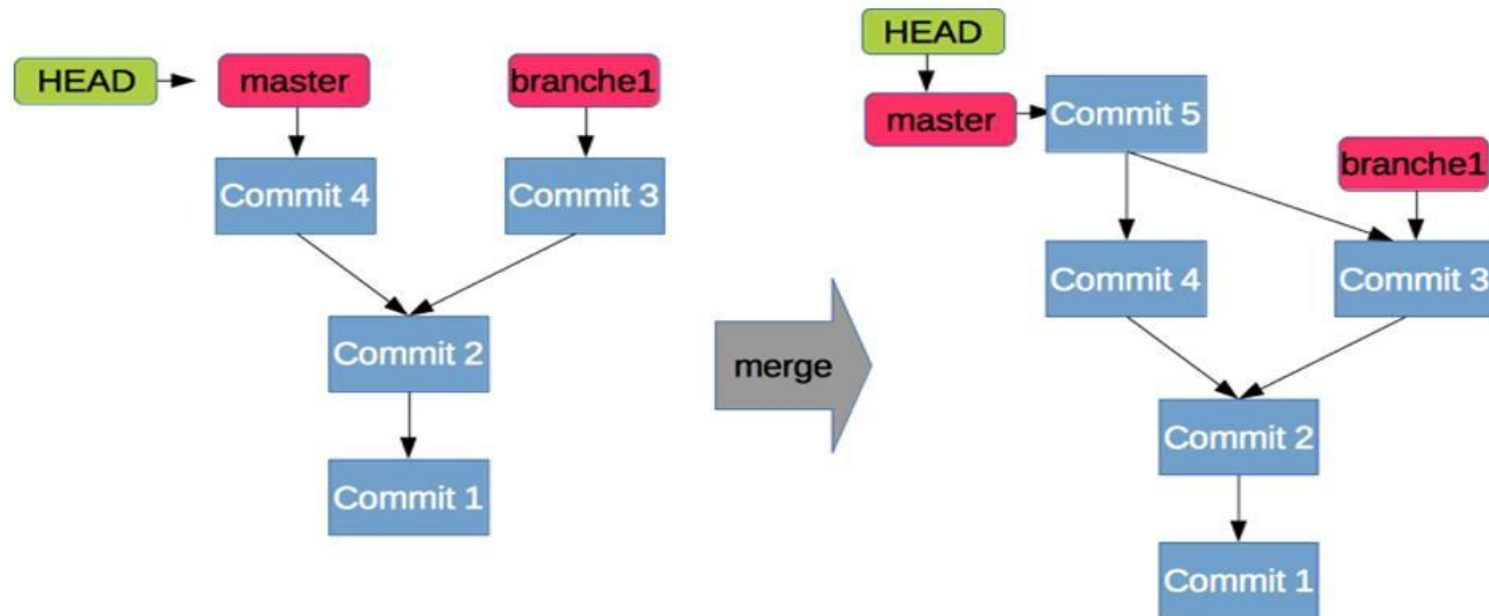 HEAD
master
branche1
Commit 4
Commit 3
Commit 2
Commit 1
merge
HEAD
master
Commit 5
branche1
Commit 4
Commit 3
Commit 2
Commit 1